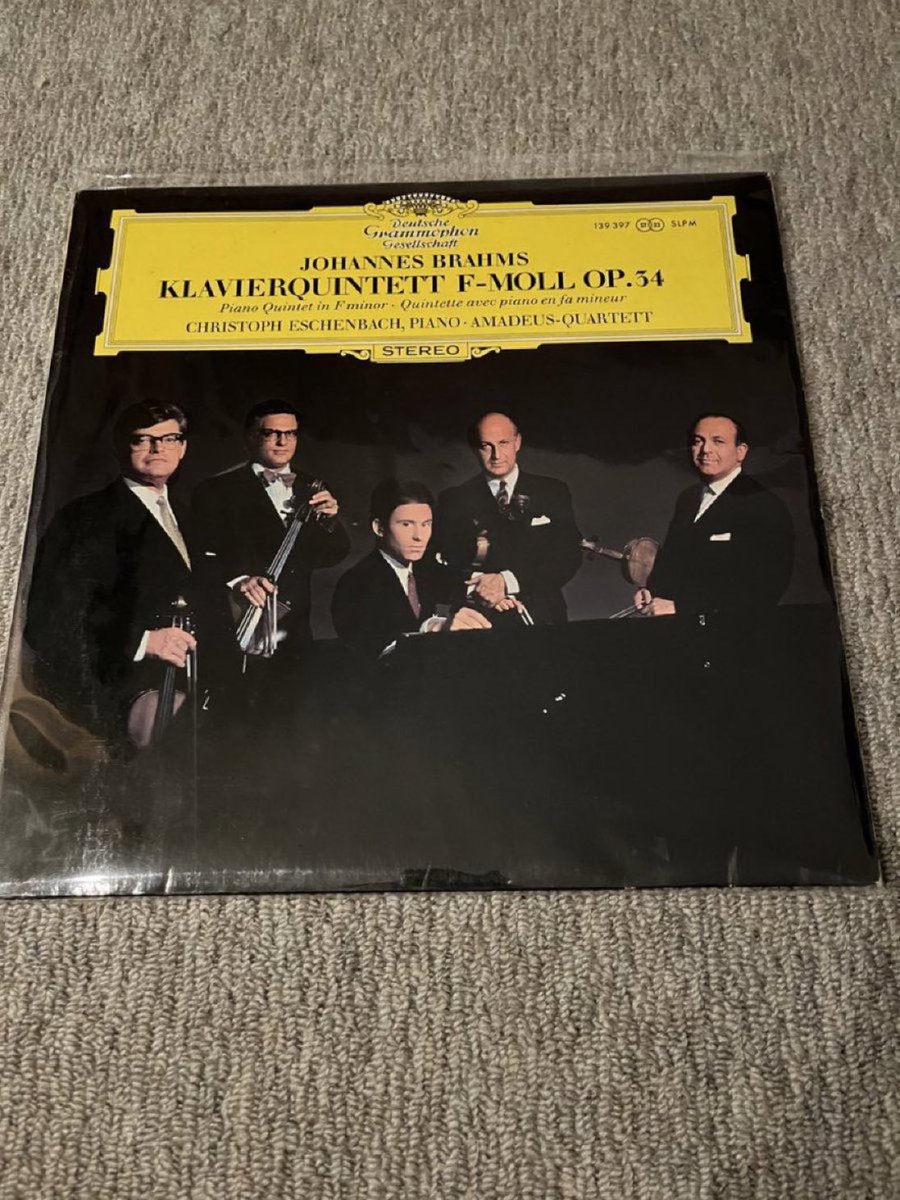 Deutsche
Grammophon
Gesellschaft
139 397 SLPM
JOHANNES BRAHMS
KLAVIERQUINTETT F-MOLL OP. 34
Piano Quintet in F minor - Quintette avec piano en fa mineur
CHRISTOPH ESCHENBACH, PIANO · AMADEUS-QUARTETT
STEREO